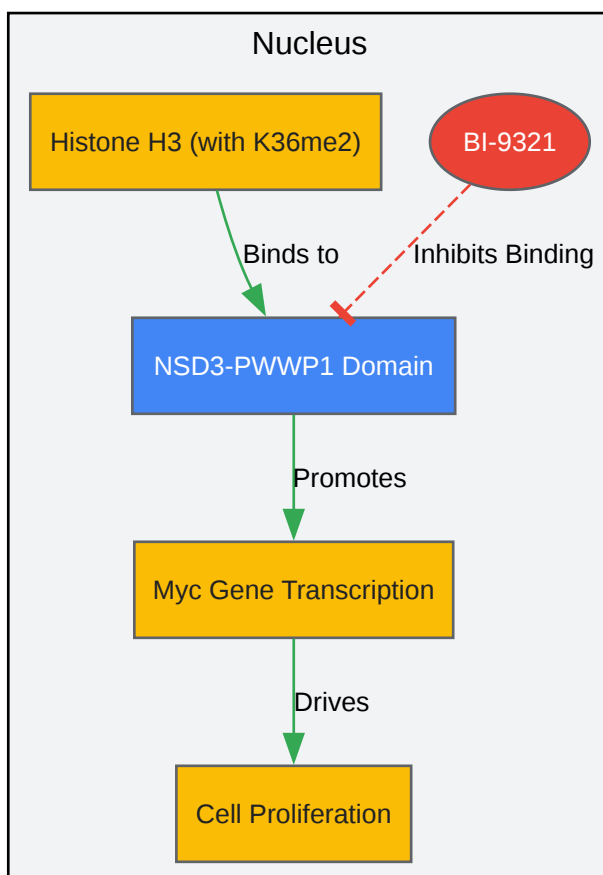 Nucleus
Histone H3 (with K36me2)
BI-9321
Binds to
Inhibits Binding
NSD3-PWWP1 Domain
Promotes
Myc Gene Transcription
Drives
Cell Proliferation